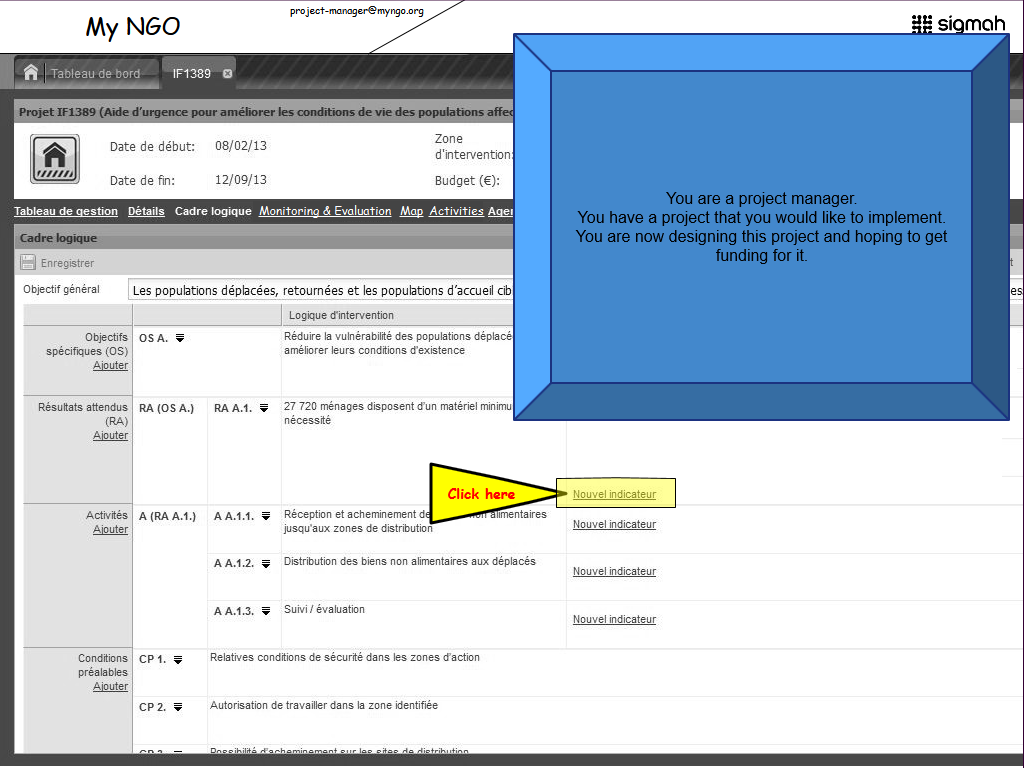 project-manager@myngo.org
My NGO
sigmah
Tableau de bord
IF1389
Projet IF1389 (Aide d'urgence pour améliorer les conditions de vie des populations affec
Date de début: 08/02/13
Zone d'intervention:
Date de fin: 12/09/13
Budget (€):
You are a project manager.
You have a project that you would like to implement.
You are now designing this project and hoping to get
funding for it.
Tableau de gestion Détails Cadre logique Monitoring & Evaluation Map Activities Agen
Cadre logique
Enregistrer
Objectif général
Les populations déplacées, retournées et les populations d'accueil cibl
Logique d'intervention
Objectifs
spécifiques (OS)
Ajouter
OS A.
Réduire la vulnérabilité des populations déplacée
améliorer leurs conditions d'existence
Résultats attendus
(RA)
Ajouter
RA (OS A.)
RA A.1.
27 720 ménages disposent d'un matériel minimu
nécessité
Click here
Nouvel indicateur
Activités
Ajouter
A (RA A.1.)
A A.1.1.
Réception et acheminement de non alimentaires
jusqu'aux zones de distribution
Nouvel indicateur
A A.1.2.
Distribution des biens non alimentaires aux déplacés
Nouvel indicateur
A A.1.3.
Suivi / évaluation
Nouvel indicateur
Conditions
préalables
Ajouter
CP 1.
Relatives conditions de sécurité dans les zones d'action
CP 2.
Autorisation de travailler dans la zone identifiée
CP 3.
Possibilité d'acheminement sur les sites de distribution